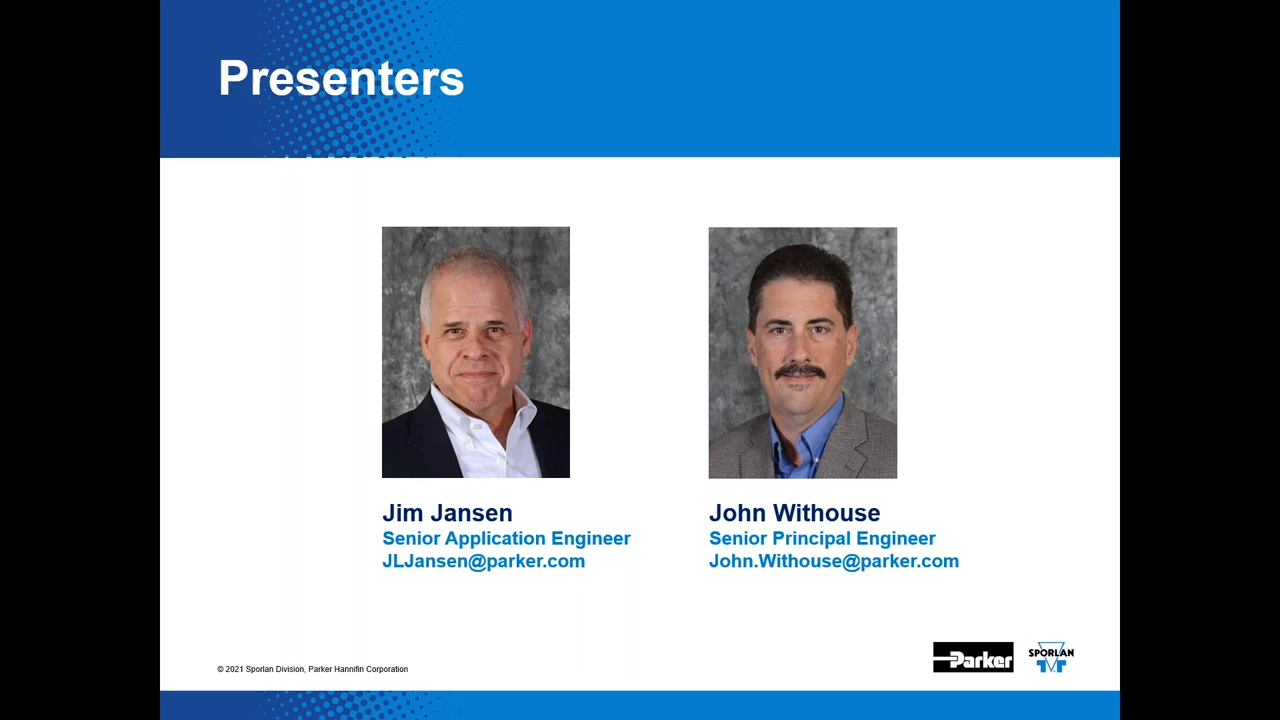 Presenters
Jim Jansen
Senior Application Engineer
JLJansen@parker.com
John Withouse
Senior Principal Engineer
John.Withouse@parker.com
© 2021 Sporlan Division, Parker Hannifin Corporation
Parker
SPORLAN